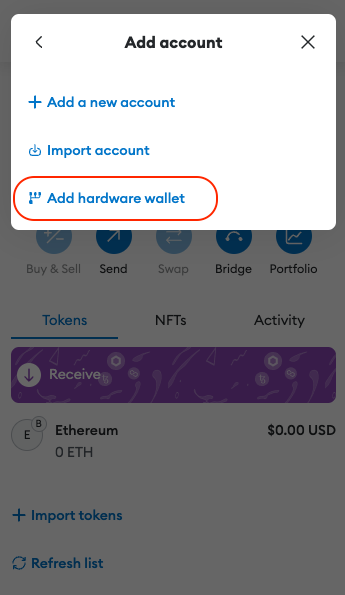 Add account
Add a new account
Import account
Add hardware wallet
Buy & Sell Send Swap Bridge Portfolio
Tokens NFTs Activity
Receive
B
E Ethereum $0.00 USD
0 ETH
Import tokens
Refresh list